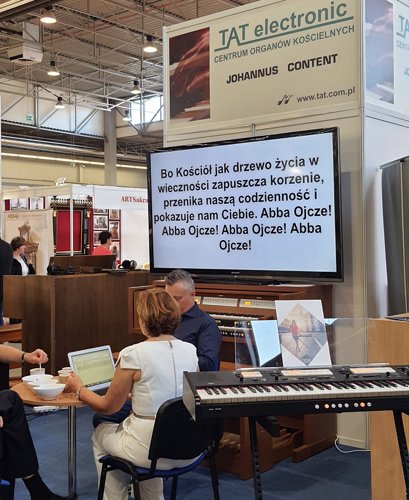 TAT electronic
CENTRUM ORGANÓW KOŚCIELNYCH
JOHANNUS CONTENT
www.tat.com.pl
Bo Kościół jak drzewo życia w
wieczności zapuszcza korzenie,
przenika naszą codzienność i
pokazuje nam Ciebie. Abba Ojcze!
Abba Ojcze! Abba Ojcze! Abba
Ojcze!